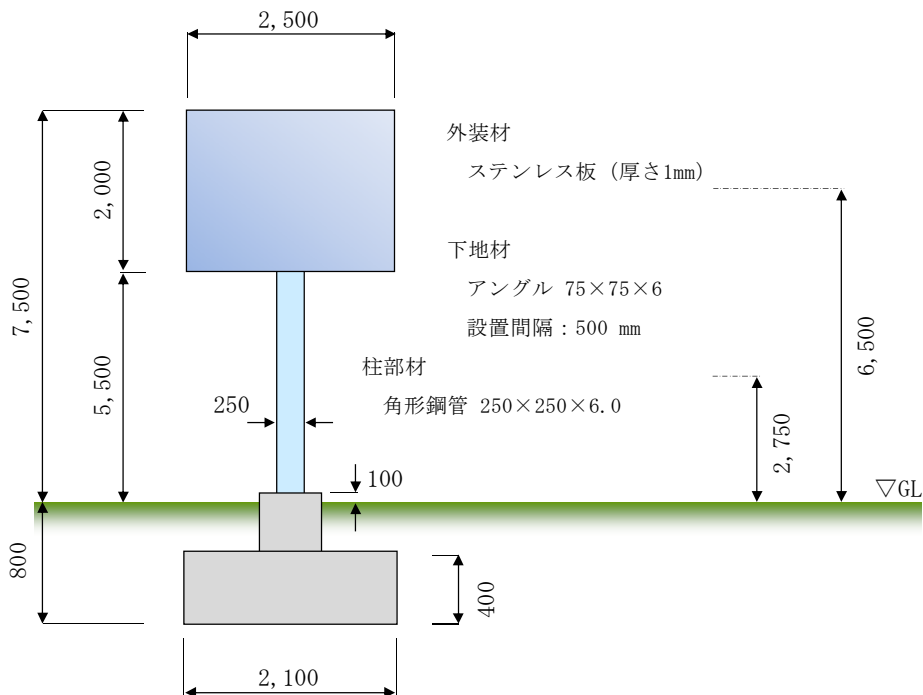 2,500
外装材
ステンレス板（厚さ1mm）
2,000
下地材
アングル 75×75×6
設置間隔：500 mm
7,500
6,500
5,500
柱部材
角形鋼管 250×250×6.0
250
2,750
100
▽GL
800
400
2,100